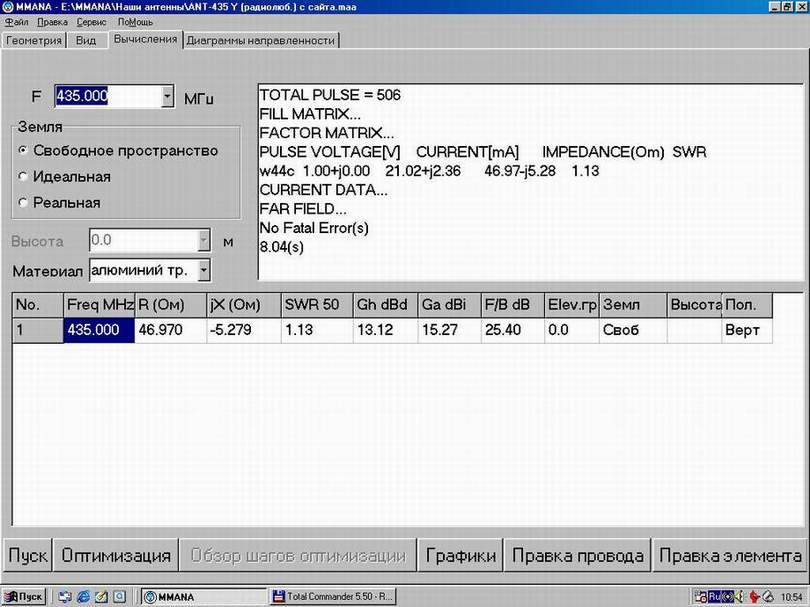 MMANA - E:\MMANA\Наши антенны\ANT-435 Y (радиолюб.) с сайта.maa
Файл Правка Сервис ПоМощь
Геометрия Вид Вычисления Диаграммы направленности
F 435.000 МГц
Земля
Свободное пространство
Идеальная
Реальная
Высота 0.0 м
Материал алюминий тр.
TOTAL PULSE = 506
FILL MATRIX...
FACTOR MATRIX...
PULSE VOLTAGE[V] CURRENT[mA] IMPEDANCE(Om) SWR
w44c 1.00+j0.00 21.02+j2.36 46.97-j5.28 1.13
CURRENT DATA...
FAR FIELD...
No Fatal Error(s)
8.04(s)
No. Freq MHz R (Ом) jX (Ом) SWR 50 Gh dBd Ga dBi F/B dB Elev.гр Земл Высота Пол.
1 435.000 46.970 -5.279 1.13 13.12 15.27 25.40 0.0 Своб Верт
Пуск Оптимизация Обзор шагов оптимизации Графики Правка провода Правка элемента
Пуск MMANA Total Commander 5.50 - R... Ru 10:54